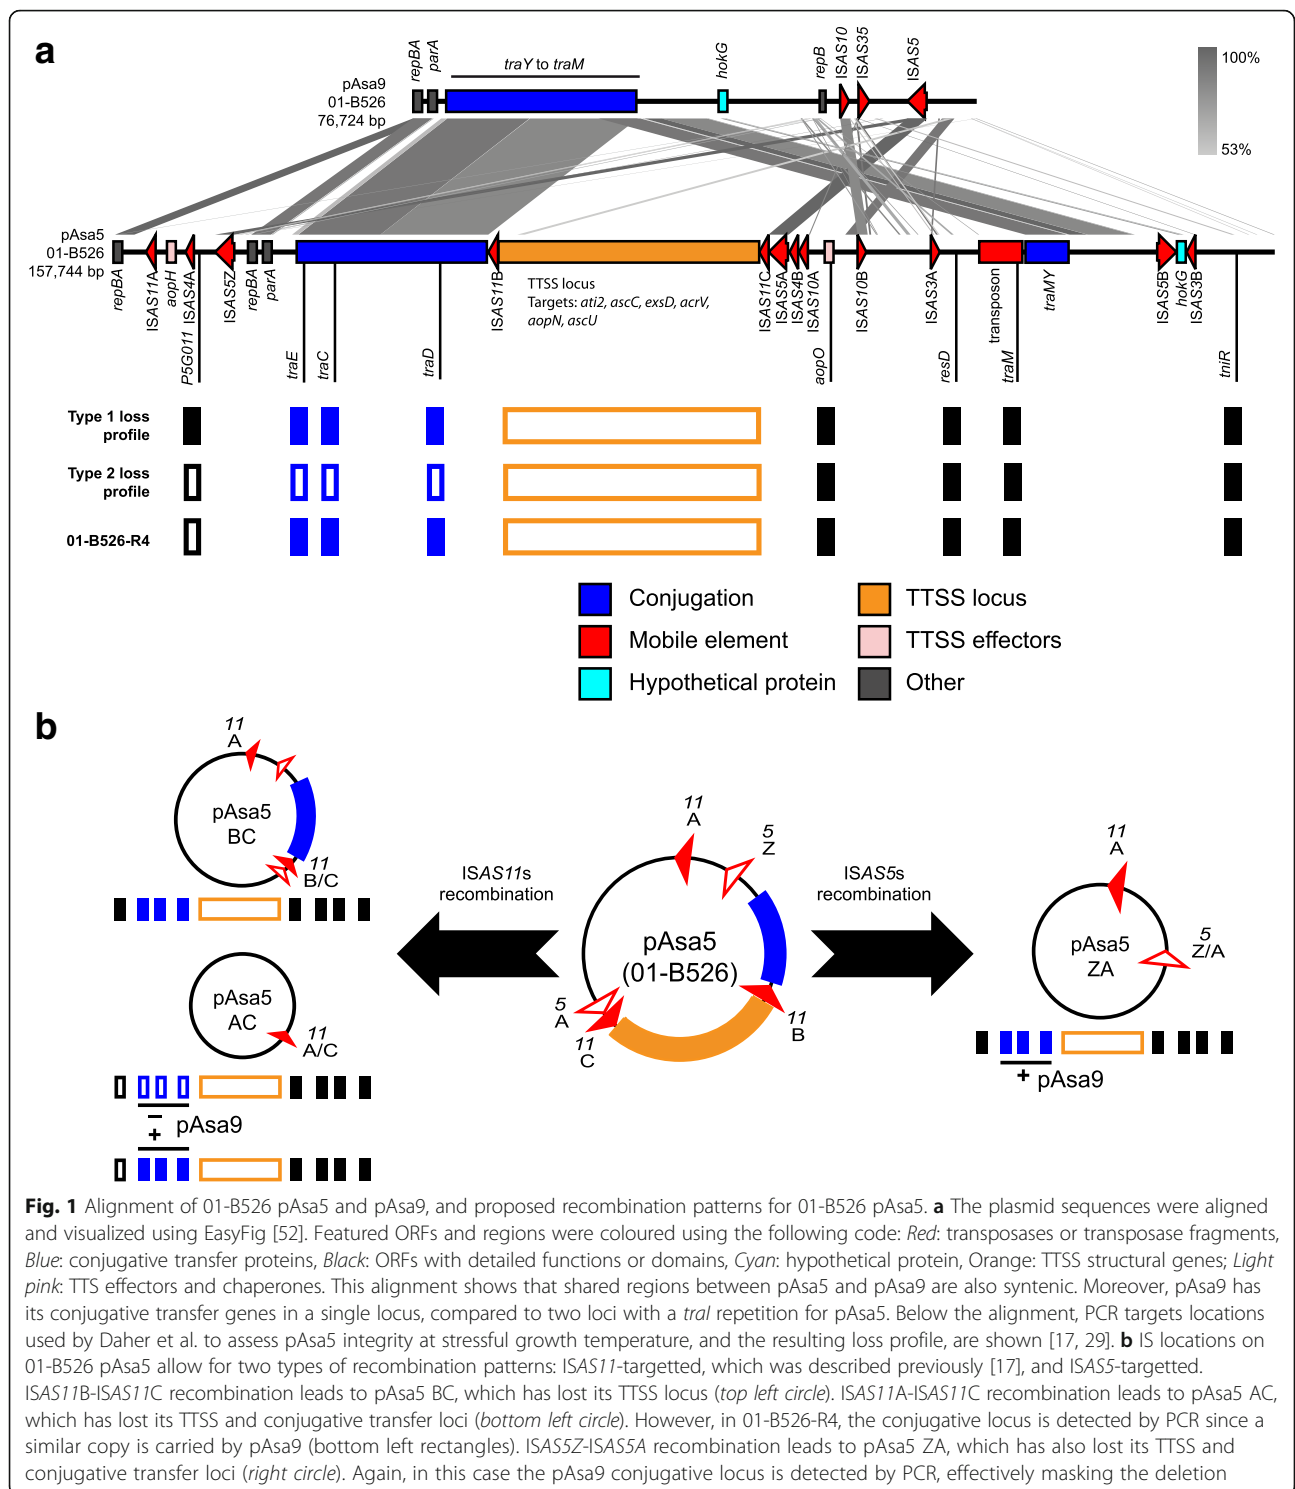 a
repBA
parA
traY to traM
hokG
repB
ISAS10
ISAS35
ISAS5
pAsa9
01-B526
76,724 bp
100%
53%
pAsa5
01-B526
157,744 bp
repBA
ISAS11A
aopH
ISAS4A
P5G011
ISAS5Z
repBA
parA
traE
traC
traD
ISAS11B
TTSS locus
Targets: ati2, ascC, exsD, acrV,
aopN, ascU
ISAS11C
ISAS5A
ISAS4B
ISAS10A
aopO
ISAS10B
ISAS3A
resD
transposon
traM
traMY
ISAS5B
hokG
ISAS3B
tniR
Type 1 loss
profile
Type 2 loss
profile
01-B526-R4
Conjugation
TTSS locus
Mobile element
TTSS effectors
Hypothetical protein
Other
b
11
A
pAsa5
BC
11
B/C
pAsa5
AC
11
A/C
−
+
pAsa9
ISAS11s
recombination
11
A
5
Z
pAsa5
(01-B526)
5
A
11
C
11
B
ISAS5s
recombination
11
A
pAsa5
ZA
5
Z/A
+ pAsa9
Fig. 1 Alignment of 01-B526 pAsa5 and pAsa9, and proposed recombination patterns for 01-B526 pAsa5. a The plasmid sequences were aligned
and visualized using EasyFig [52]. Featured ORFs and regions were coloured using the following code: Red: transposases or transposase fragments,
Blue: conjugative transfer proteins, Black: ORFs with detailed functions or domains, Cyan: hypothetical protein, Orange: TTSS structural genes; Light
pink: TTS effectors and chaperones. This alignment shows that shared regions between pAsa5 and pAsa9 are also syntenic. Moreover, pAsa9 has
its conjugative transfer genes in a single locus, compared to two loci with a traI repetition for pAsa5. Below the alignment, PCR targets locations
used by Daher et al. to assess pAsa5 integrity at stressful growth temperature, and the resulting loss profile, are shown [17, 29]. b IS locations on
01-B526 pAsa5 allow for two types of recombination patterns: ISAS11-targetted, which was described previously [17], and ISAS5-targetted.
ISAS11B-ISAS11C recombination leads to pAsa5 BC, which has lost its TTSS locus (top left circle). ISAS11A-ISAS11C recombination leads to pAsa5 AC,
which has lost its TTSS and conjugative transfer loci (bottom left circle). However, in 01-B526-R4, the conjugative locus is detected by PCR since a
similar copy is carried by pAsa9 (bottom left rectangles). ISAS5Z-ISAS5A recombination leads to pAsa5 ZA, which has also lost its TTSS and
conjugative transfer loci (right circle). Again, in this case the pAsa9 conjugative locus is detected by PCR, effectively masking the deletion